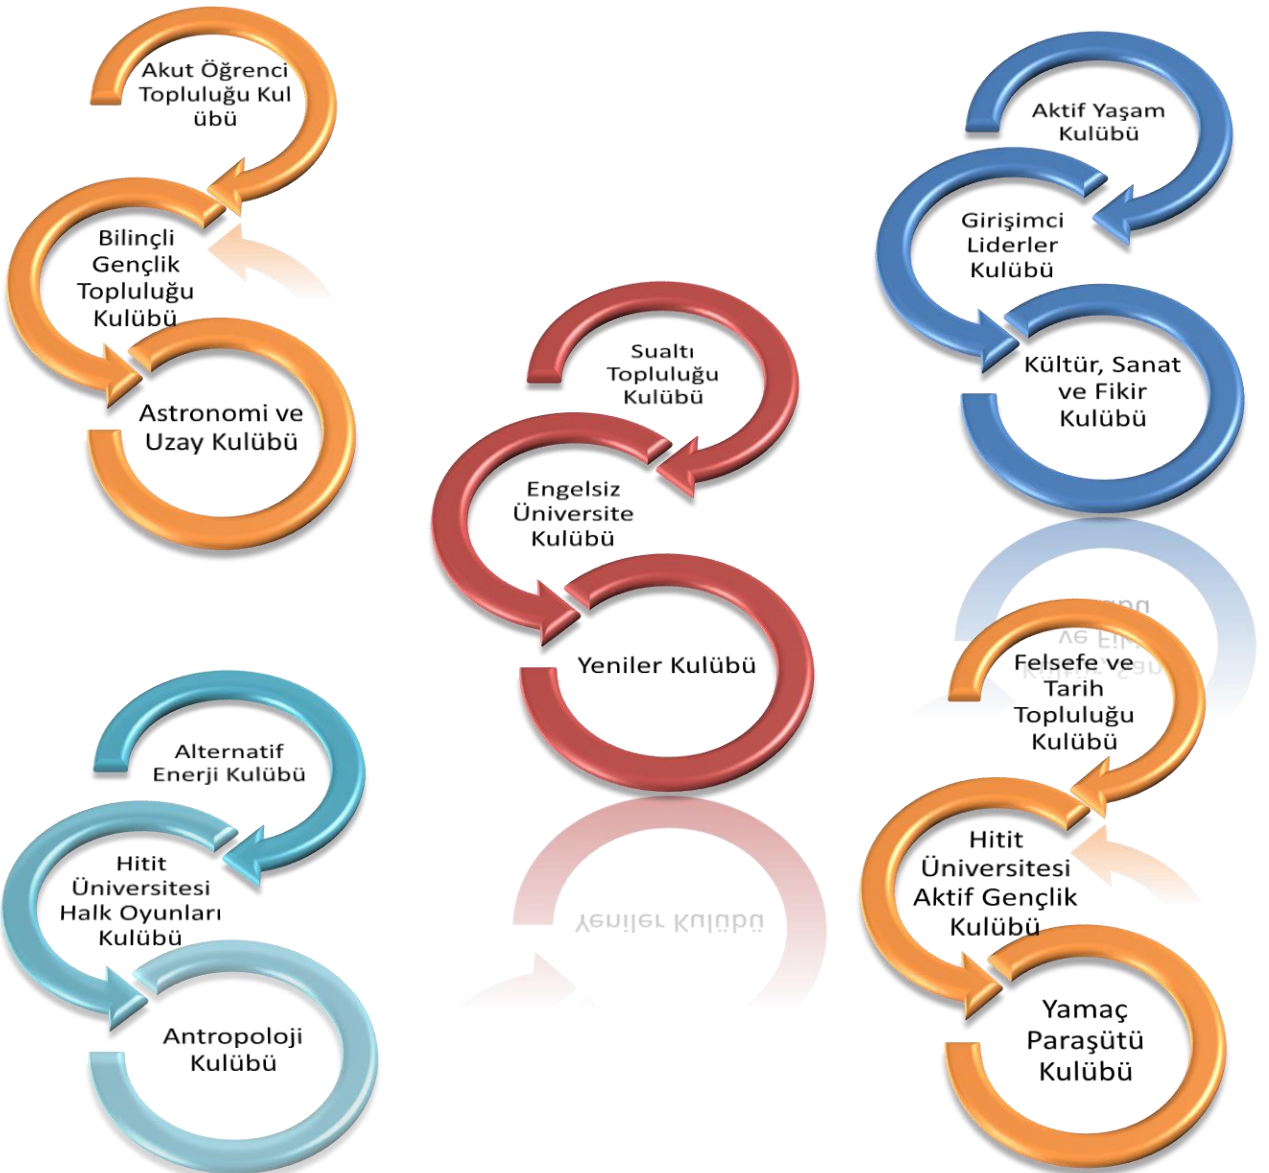 Akut Öğrenci
Topluluğu Kul
übü
Bilinçli
Gençlik
Topluluğu
Kulübü
Astronomi ve
Uzay Kulübü
Aktif Yaşam
Kulübü
Girişimci
Liderler
Kulübü
Kültür, Sanat
ve Fikir
Kulübü
Sualtı
Topluluğu
Kulübü
Engelsiz
Üniversite
Kulübü
Yeniler Kulübü
Yeniler Kulübü
Alternatif
Enerji Kulübü
Hitit
Üniversitesi
Halk Oyunları
Kulübü
Antropoloji
Kulübü
Felsefe ve
Tarih
Topluluğu
Kulübü
Hitit
Üniversitesi
Aktif Gençlik
Kulübü
Yamaç
Paraşütü
Kulübü